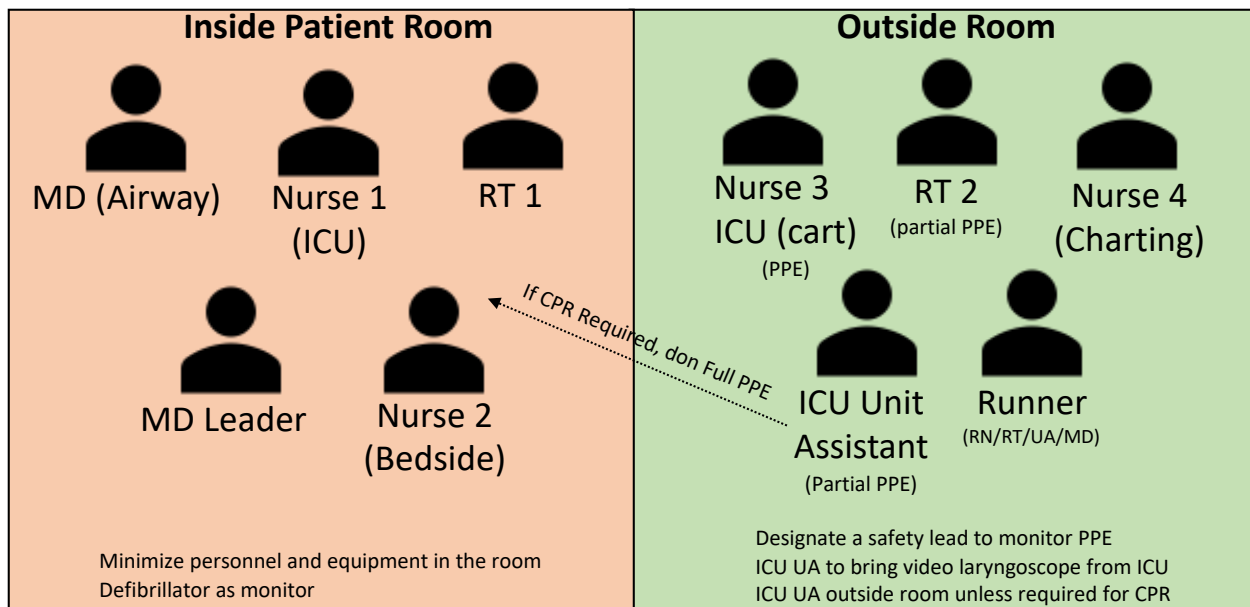 Inside Patient Room
MD (Airway)
Nurse 1
(ICU)
RT 1
MD Leader
Nurse 2
(Bedside)
Minimize personnel and equipment in the room
Defibrillator as monitor
If CPR Required, don Full PPE
Outside Room
Nurse 3
ICU (cart)
(PPE)
RT 2
(partial PPE)
Nurse 4
(Charting)
ICU Unit
Assistant
(Partial PPE)
Runner
(RN/RT/UA/MD)
Designate a safety lead to monitor PPE
ICU UA to bring video laryngoscope from ICU
ICU UA outside room unless required for CPR